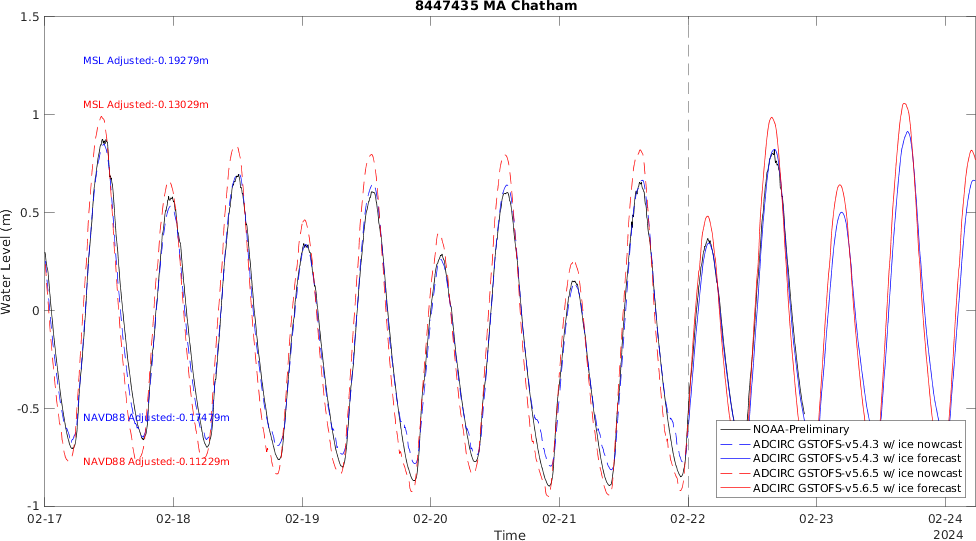 8447435 MA Chatham
1.5
MSL Adjusted:-0.19279m
MSL Adjusted:-0.13029m
1
0.5
Water Level (m)
0
NAVD88 Adjusted:-0.17479m
-0.5
NOAA-Preliminary
ADCIRC GSTOFS-v5.4.3 w/ ice nowcast
NAVD88 Adjusted:-0.11229m
ADCIRC GSTOFS-v5.4.3 w/ ice forecast
ADCIRC GSTOFS-v5.6.5 w/ ice nowcast
ADCIRC GSTOFS-v5.6.5 w/ ice forecast
-1
02-17 02-18 02-19 02-20 02-21 02-22 02-23 02-24
Time
2024